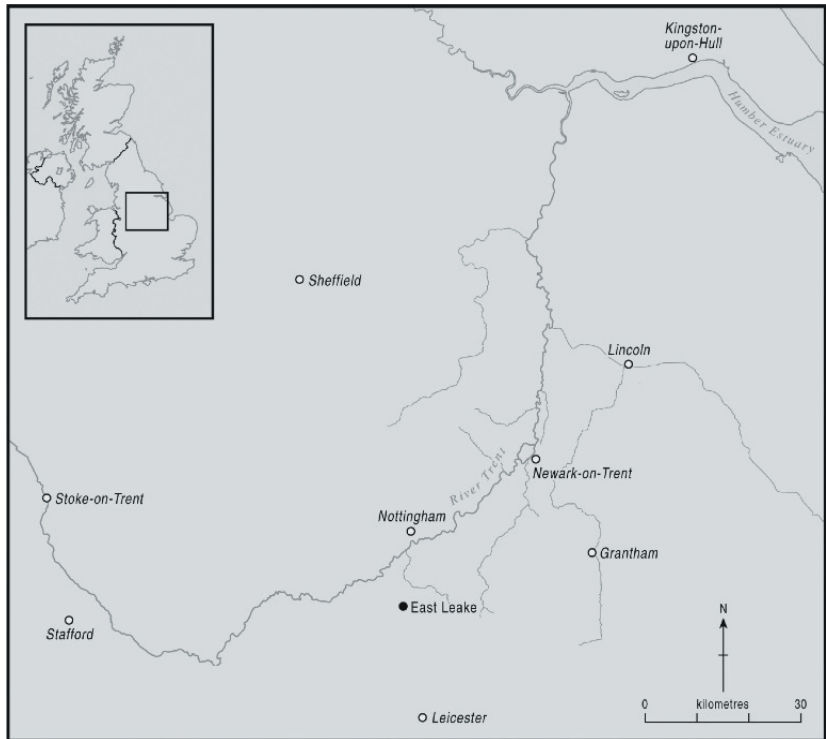 Kingston-
upon-Hull
Humber Estuary
Sheffield
Lincoln
River Trent
Newark-on-Trent
Stoke-on-Trent
Nottingham
Grantham
East Leake
Stafford
N
0 kilometres 30
Leicester